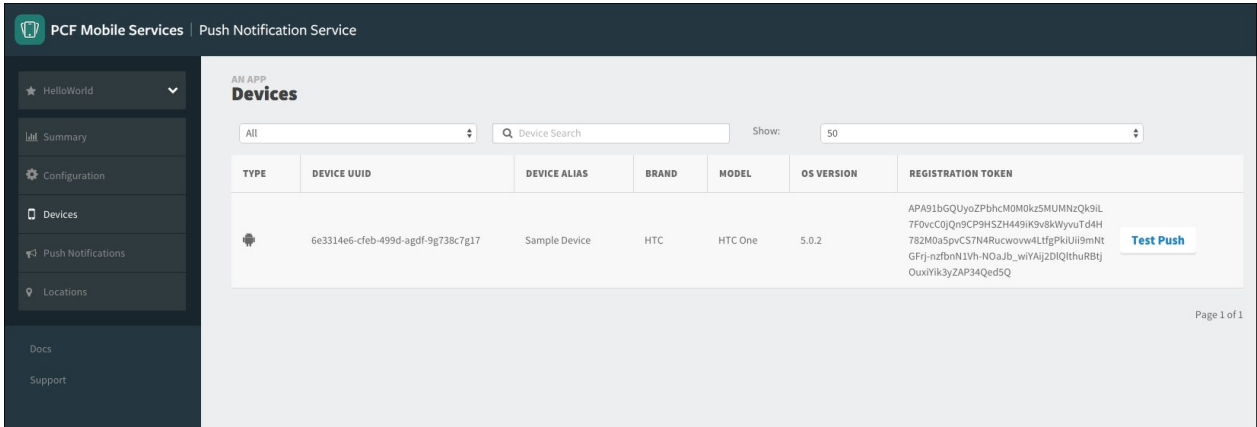 PCF Mobile Services | Push Notification Service
HelloWorld
Summary
Configuration
Devices
Push Notifications
Locations
Docs
Support
AN APP
Devices
All
Device Search
Show:
50
TYPE DEVICE UUID DEVICE ALIAS BRAND MODEL OS VERSION REGISTRATION TOKEN
6e3314e6-cfeb-499d-agdf-9g738c7g17 Sample Device HTC HTC One 5.0.2
APA91bGQUyoZPbhcM0M0kz5MUMNzQk9iL
7F0vcC0jQn9CP9HSZH449iK9v8kWyvuTd4H
782M0a5pvCS7N4Rucwovw4LtfgPkiUii9mNt
GFrj-nzfbnN1Vh-NOaJb_wiYAij2DlQlthuRBtj
OuxiYik3yZAP34Qed5Q
Test Push
Page 1 of 1